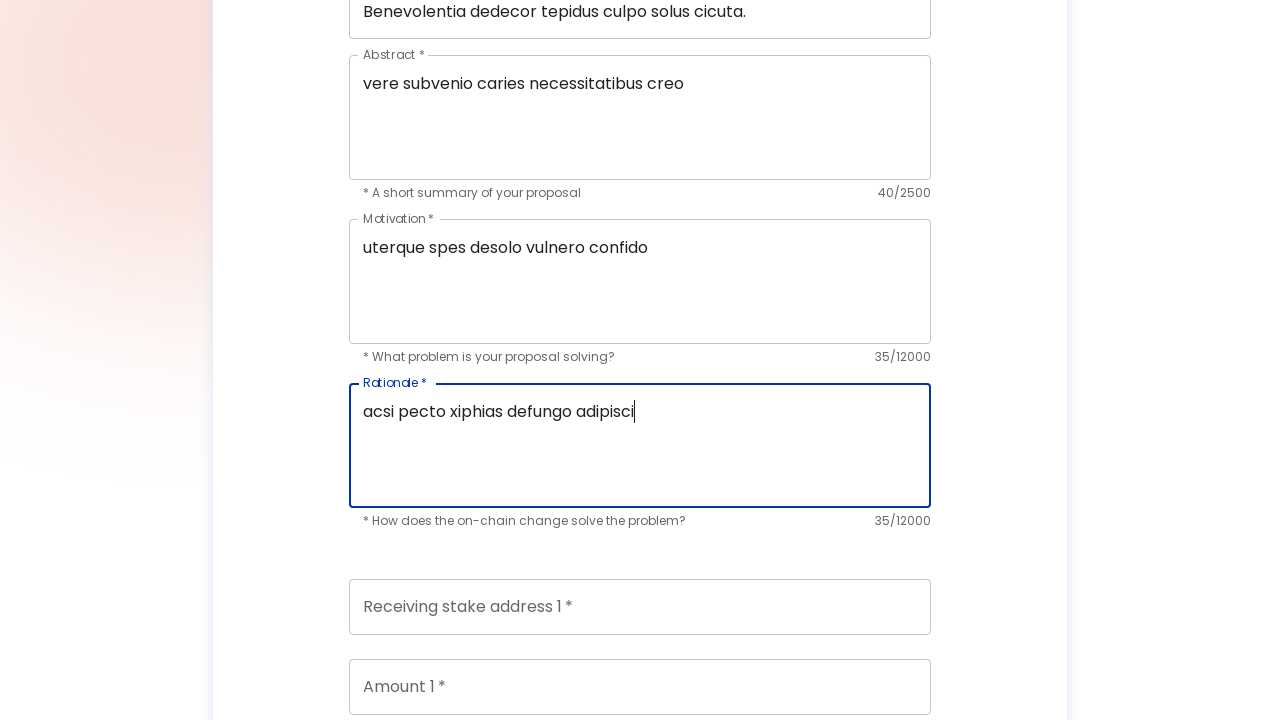 Benevolentia dedecor tepidus culpo solus cicuta.
Abstract *
vere subvenio caries necessitatibus creo
* A short summary of your proposal 40/2500
Motivation *
uterque spes desolo vulnero confido
* What problem is your proposal solving? 35/12000
Rationale *
acsi pecto xiphias defungo adipisci
* How does the on-chain change solve the problem? 35/12000
Receiving stake address 1 *
Amount 1 *